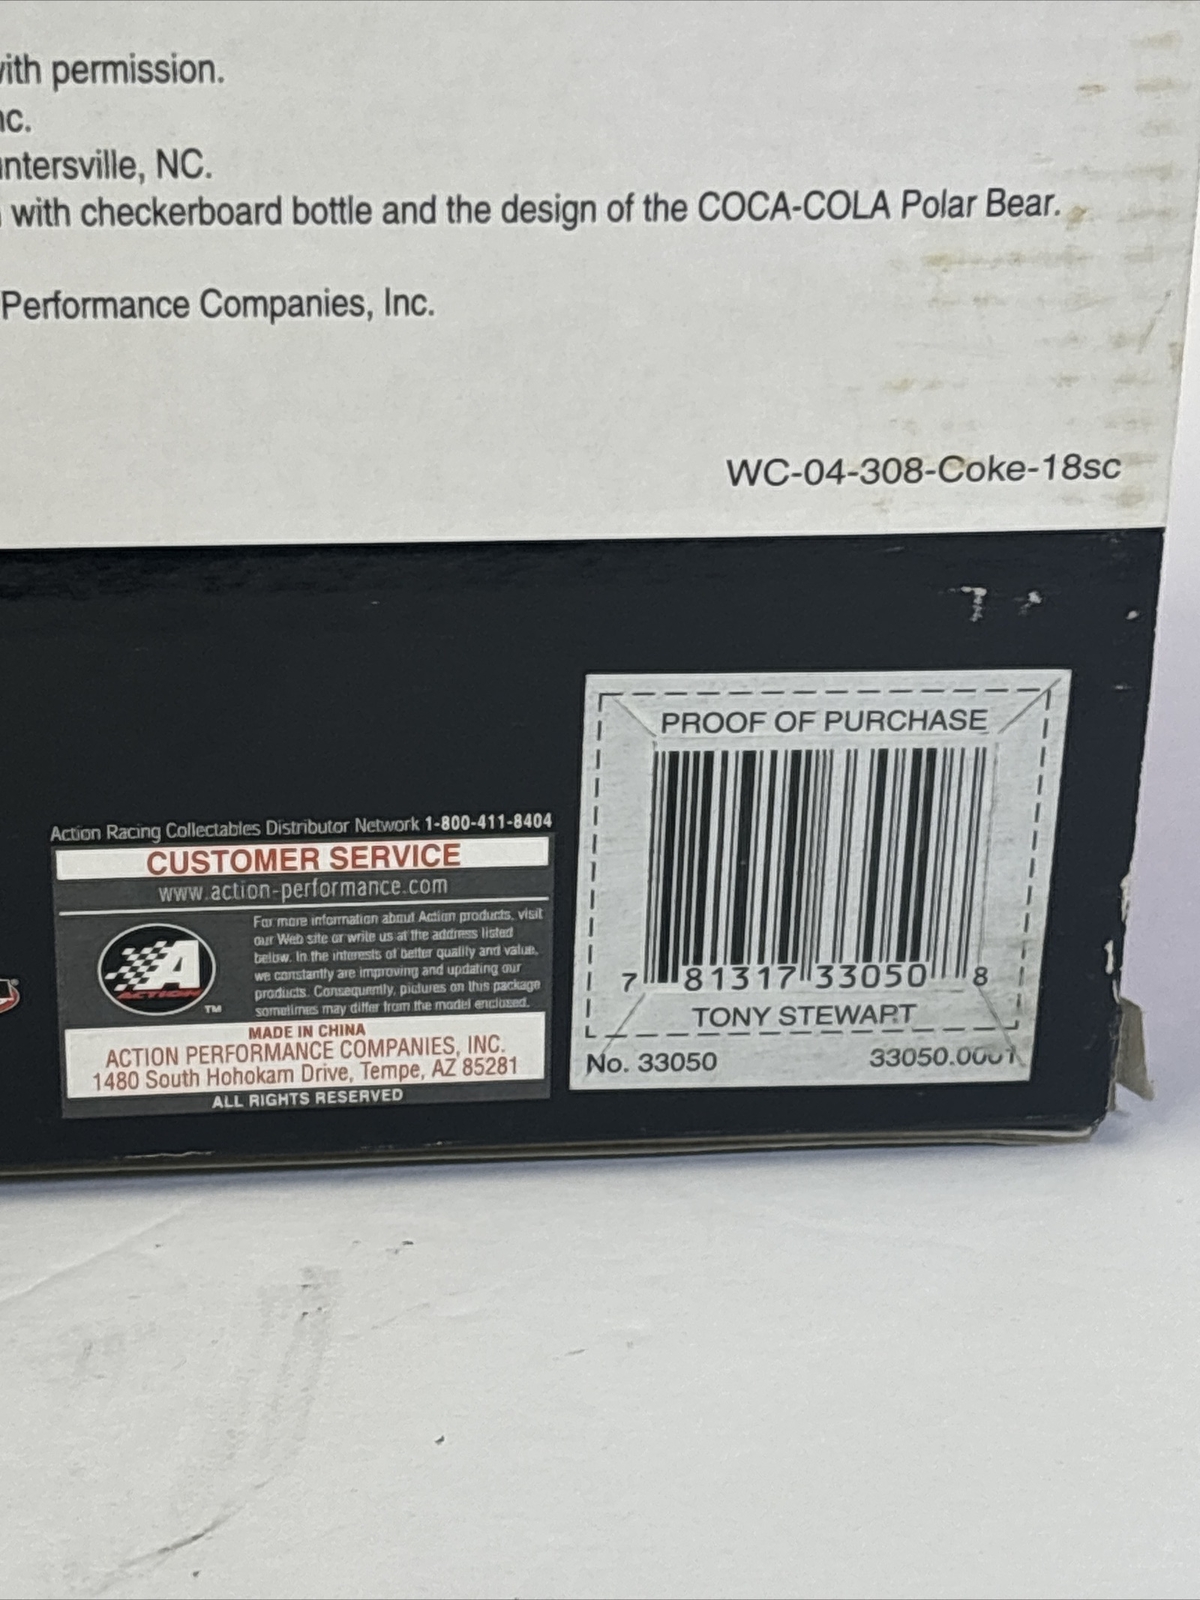 with permission.
nc.
untersville, NC.
with checkerboard bottle and the design of the COCA-COLA Polar Bear.
Performance Companies, Inc.
WC-04-308-Coke-18sc
PROOF OF PURCHASE
7 81317 33050 8
TONY STEWART
No. 33050 33050.0001
Action Racing Collectables Distributor Network 1-800-411-8404
CUSTOMER SERVICE
www.action-performance.com
For more information about Action products, visit
our Web site or write us at the address listed
below. In the interests of better quality and value,
we constantly are improving and updating our
products. Consequently, pictures on this package
sometimes may differ from the model enclosed.
A
ACTION
TM
MADE IN CHINA
ACTION PERFORMANCE COMPANIES, INC.
1480 South Hohokam Drive, Tempe, AZ 85281
ALL RIGHTS RESERVED